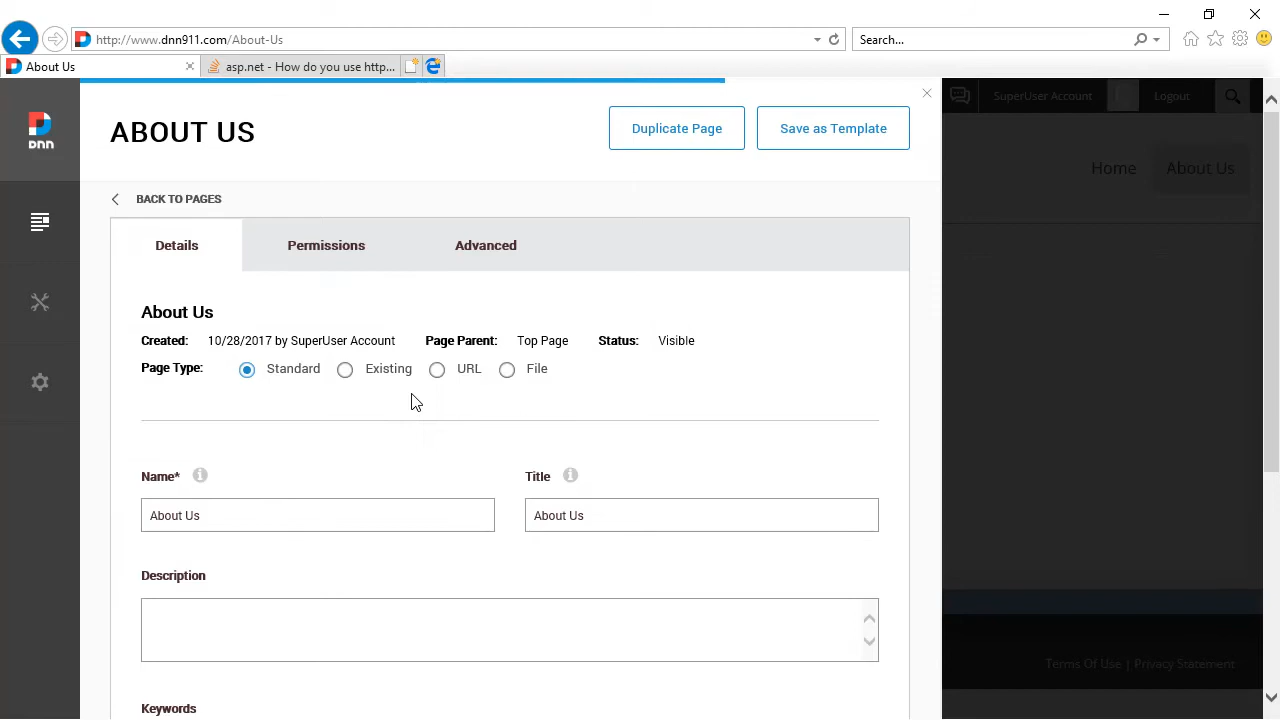 http://www.dnn911.com/About-Us
Search...
About Us
asp.net - How do you use http...
SuperUser Account
Logout
DNN
ABOUT US
Duplicate Page
Save as Template
Home
About Us
BACK TO PAGES
Details
Permissions
Advanced
About Us
Created: 10/28/2017 by SuperUser Account Page Parent: Top Page Status: Visible
Page Type: Standard Existing URL File
Name* Title
About Us About Us
Description
Terms Of Use | Privacy Statement
Keywords